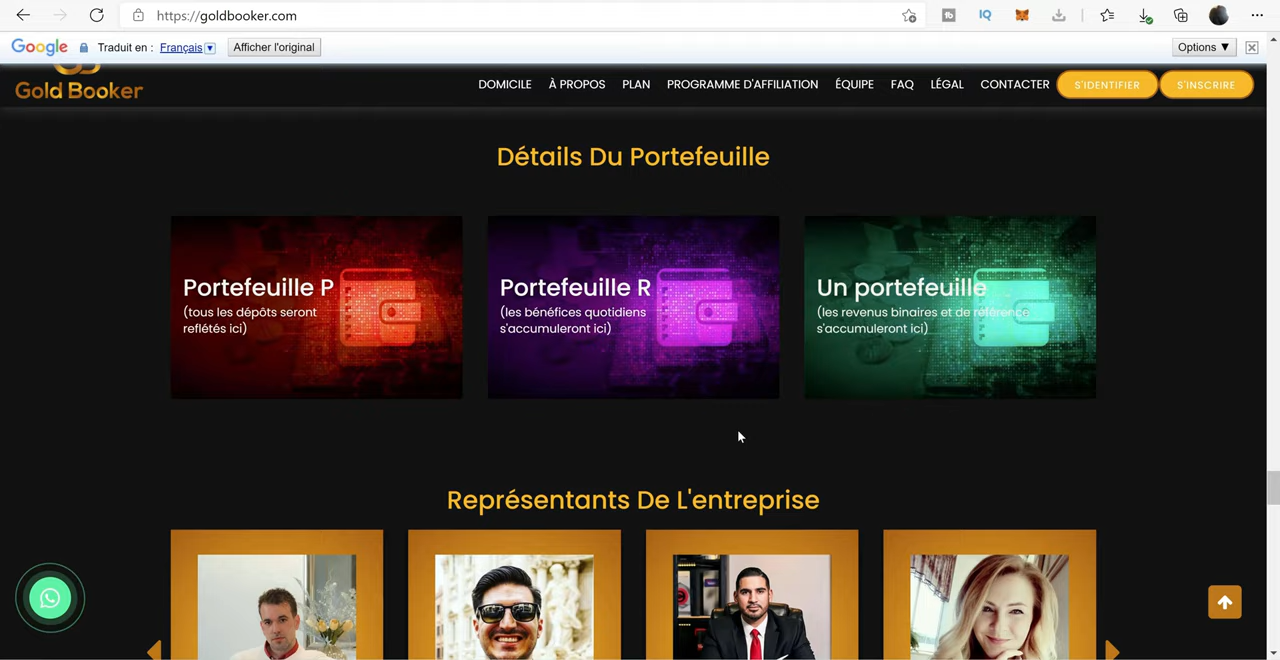 https://goldbooker.com
Google Traduit en : Français Afficher l'original Options ▼
Gold Booker
DOMICILE À PROPOS PLAN PROGRAMME D'AFFILIATION ÉQUIPE FAQ LÉGAL CONTACTER S'IDENTIFIER S'INSCRIRE
Détails Du Portefeuille
Portefeuille P
(tous les dépôts seront
reflétés ici)
Portefeuille R
(les bénéfices quotidiens
s'accumuleront ici)
Un portefeuille
(les revenus binaires et de référence
s'accumuleront ici)
Représentants De L'entreprise